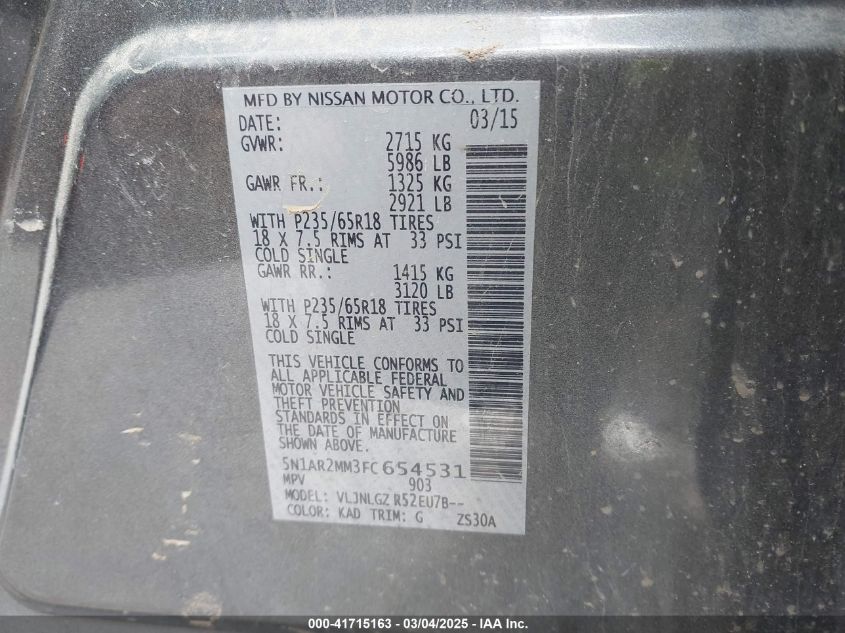 MFD BY NISSAN MOTOR CO., LTD.
DATE: 03/15
GVWR: 2715 KG
5986 LB
GAWR FR.: 1325 KG
2921 LB
WITH P235/65R18 TIRES
18 X 7.5 RIMS AT 33 PSI
COLD SINGLE
GAWR RR.: 1415 KG
3120 LB
WITH P235/65R18 TIRES
18 X 7.5 RIMS AT 33 PSI
COLD SINGLE
THIS VEHICLE CONFORMS TO
ALL APPLICABLE FEDERAL
MOTOR VEHICLE SAFETY AND
THEFT PREVENTION
STANDARDS IN EFFECT ON
THE DATE OF MANUFACTURE
SHOWN ABOVE.
5N1AR2MM3FC654531
MPV 903
MODEL: VLJNLGZ R52EU7B--
COLOR: KAD TRIM: G ZS30A
000-41715163 - 03/04/2025 - IAA Inc.